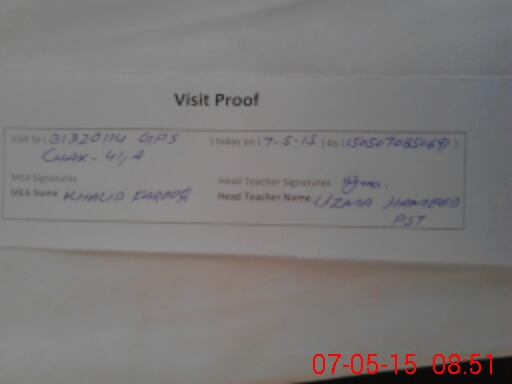 Visit Proof
Visit to ( 31320114 GPS ) today on ( 7-5-15 ) by (150507085069)
CHAK-41/A
MEA Signatures Head Teacher Signatures
MEA Name KHALID FAROOQ Head Teacher Name UZMA HAMEED
PST
07-05-15 08:51